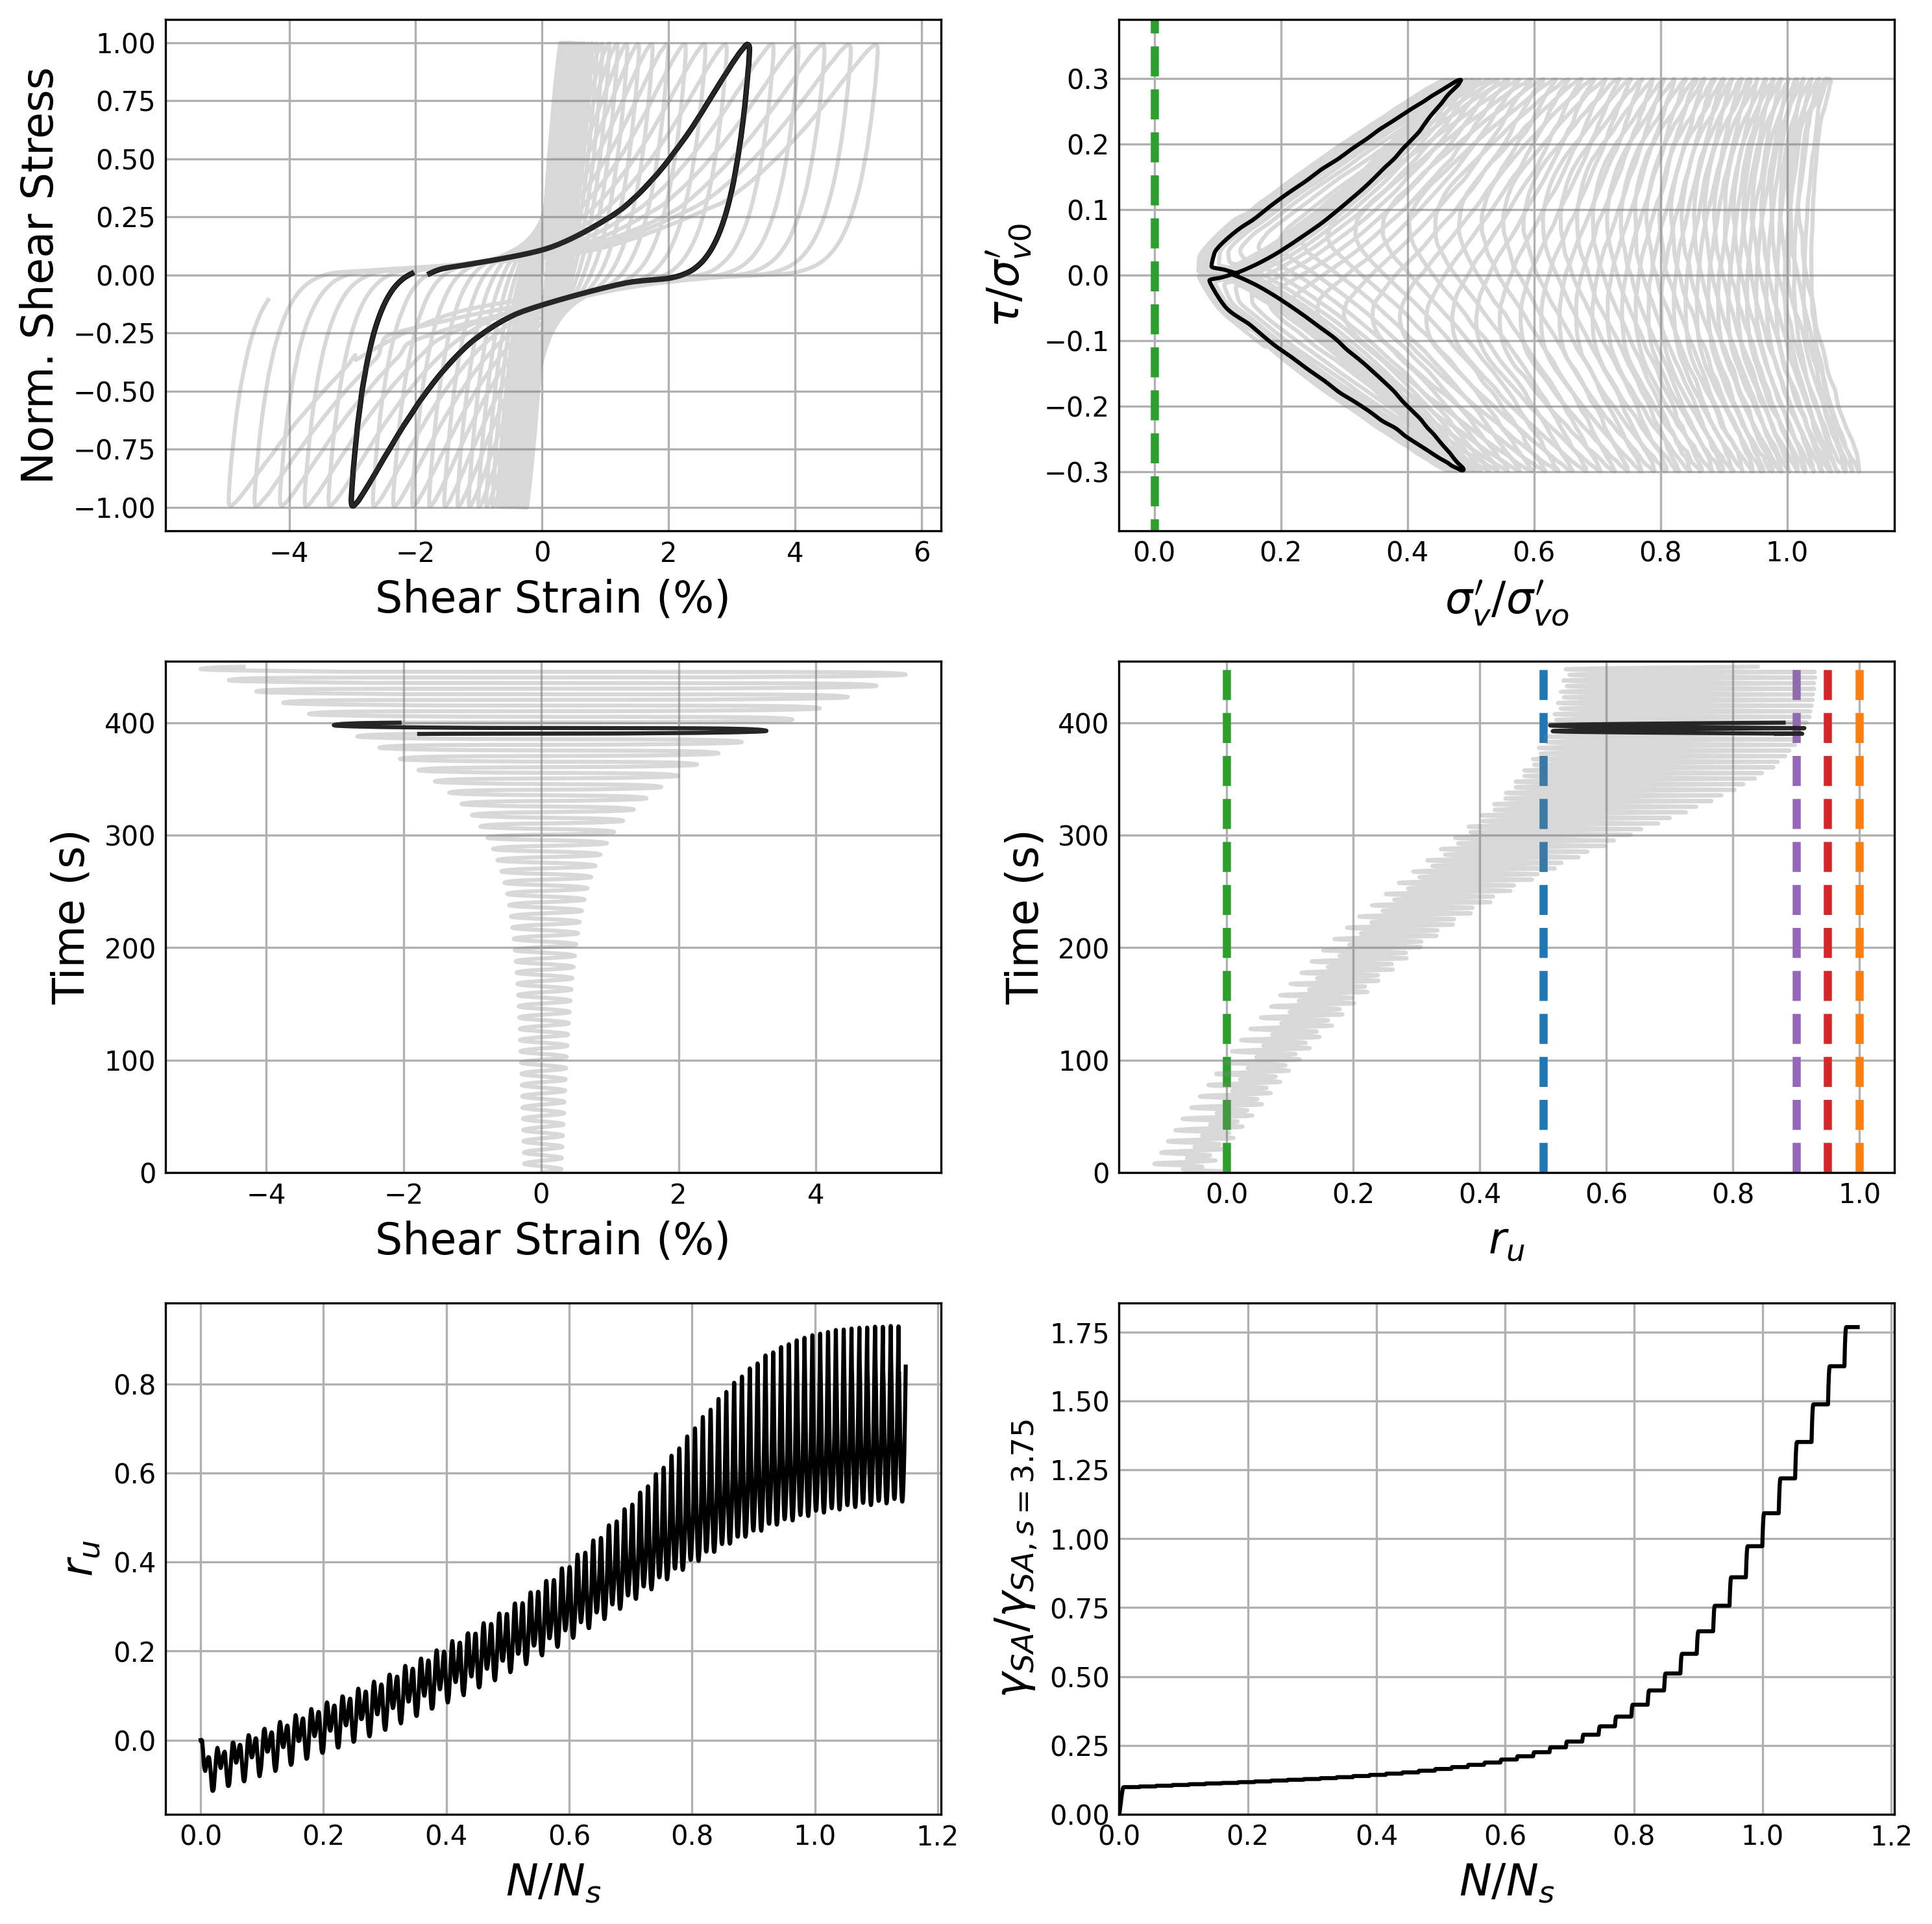 1.00
0.75
0.50
0.25
0.00
−0.25
−0.50
−0.75
−1.00
Norm. Shear Stress
−4 −2 0 2 4 6
Shear Strain (%)
0.3
0.2
0.1
0.0
−0.1
−0.2
−0.3
τ/σ′v0
0.0 0.2 0.4 0.6 0.8 1.0
σ′v/σ′vo
400
300
200
100
0
Time (s)
−4 −2 0 2 4
Shear Strain (%)
400
300
200
100
0
Time (s)
0.0 0.2 0.4 0.6 0.8 1.0
ru
0.8
0.6
0.4
0.2
0.0
ru
0.0 0.2 0.4 0.6 0.8 1.0 1.2
N/Ns
1.75
1.50
1.25
1.00
0.75
0.50
0.25
0.00
γSA/γSA, s = 3.75
0.0 0.2 0.4 0.6 0.8 1.0 1.2
N/Ns